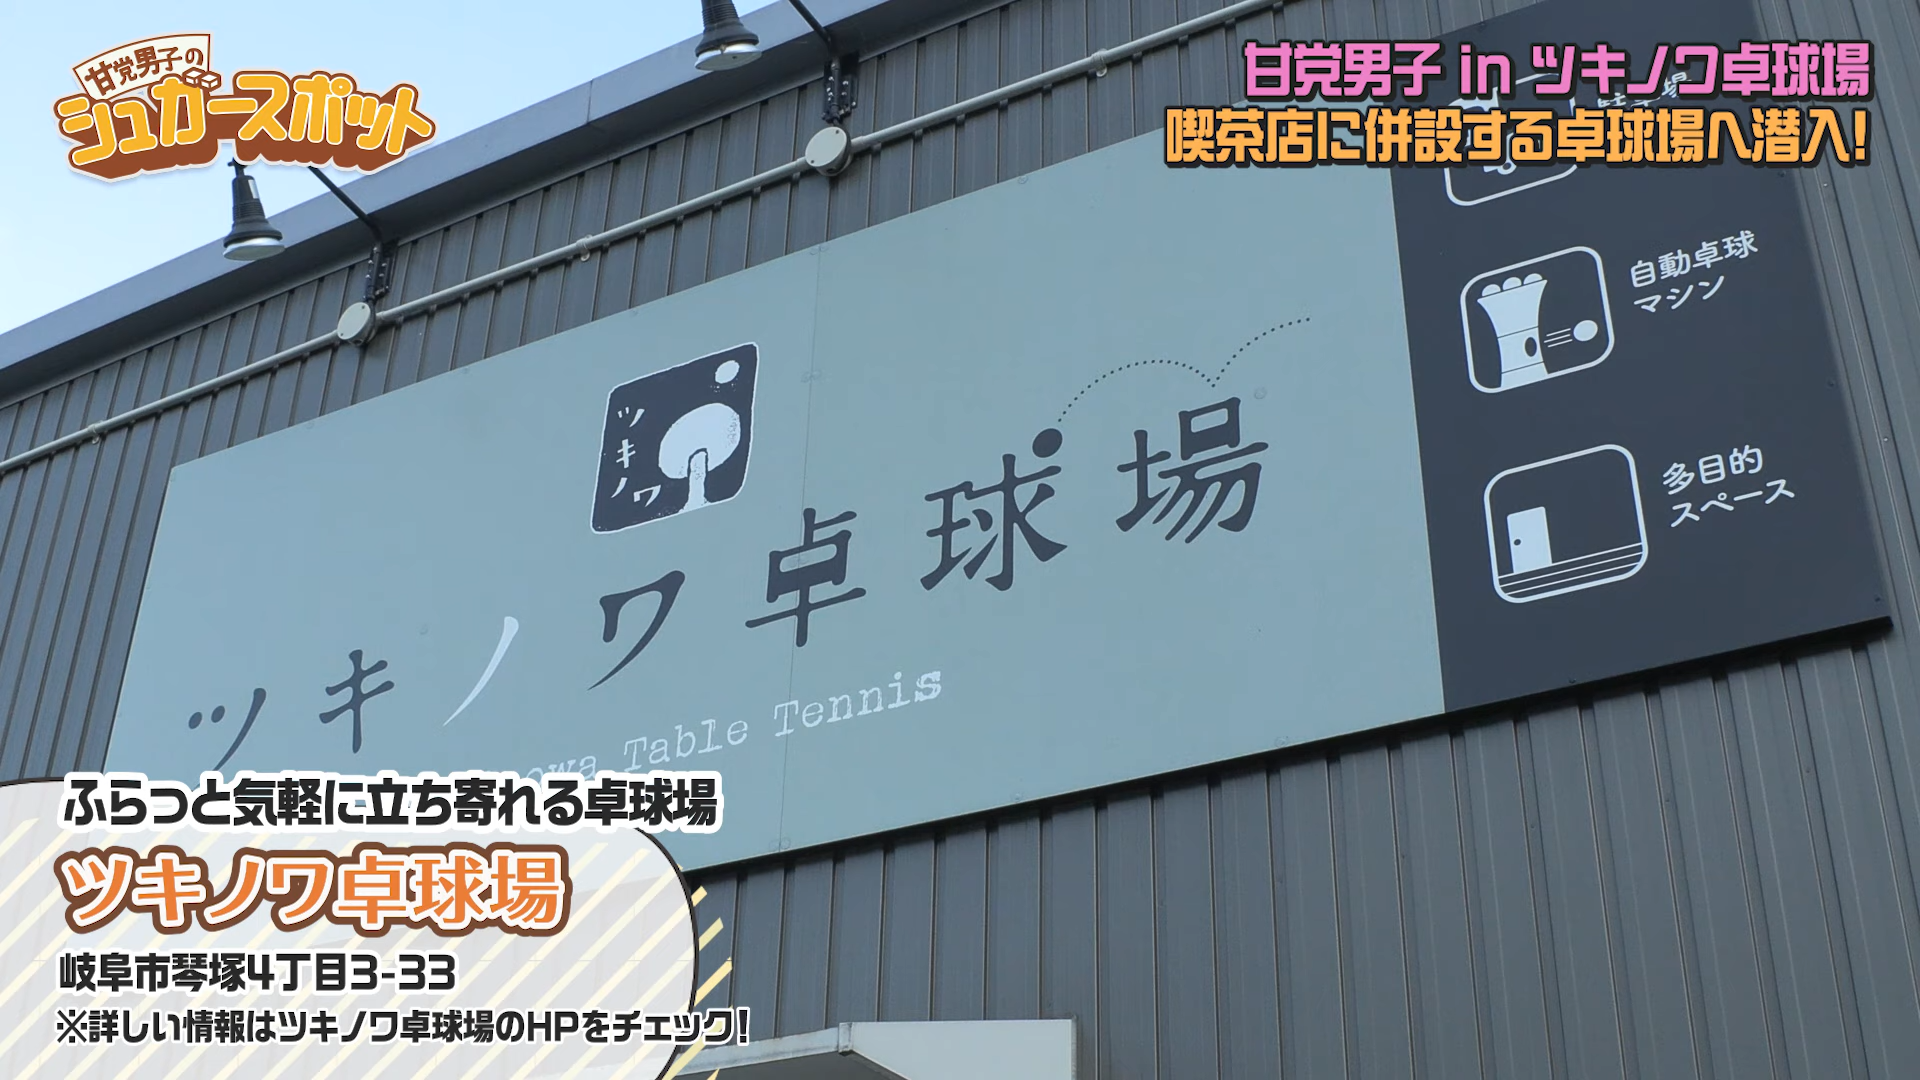 甘党男子の
シュガースポット
甘党男子 in ツキノワ卓球場
喫茶店に併設する卓球場へ潜入!
駐車場
自動卓球
マシン
多目的
スペース
ツキノワ
ツキノワ卓球場
owa Table Tennis
ふらっと気軽に立ち寄れる卓球場
ツキノワ卓球場
岐阜市琴塚4丁目3-33
※詳しい情報はツキノワ卓球場のHPをチェック!